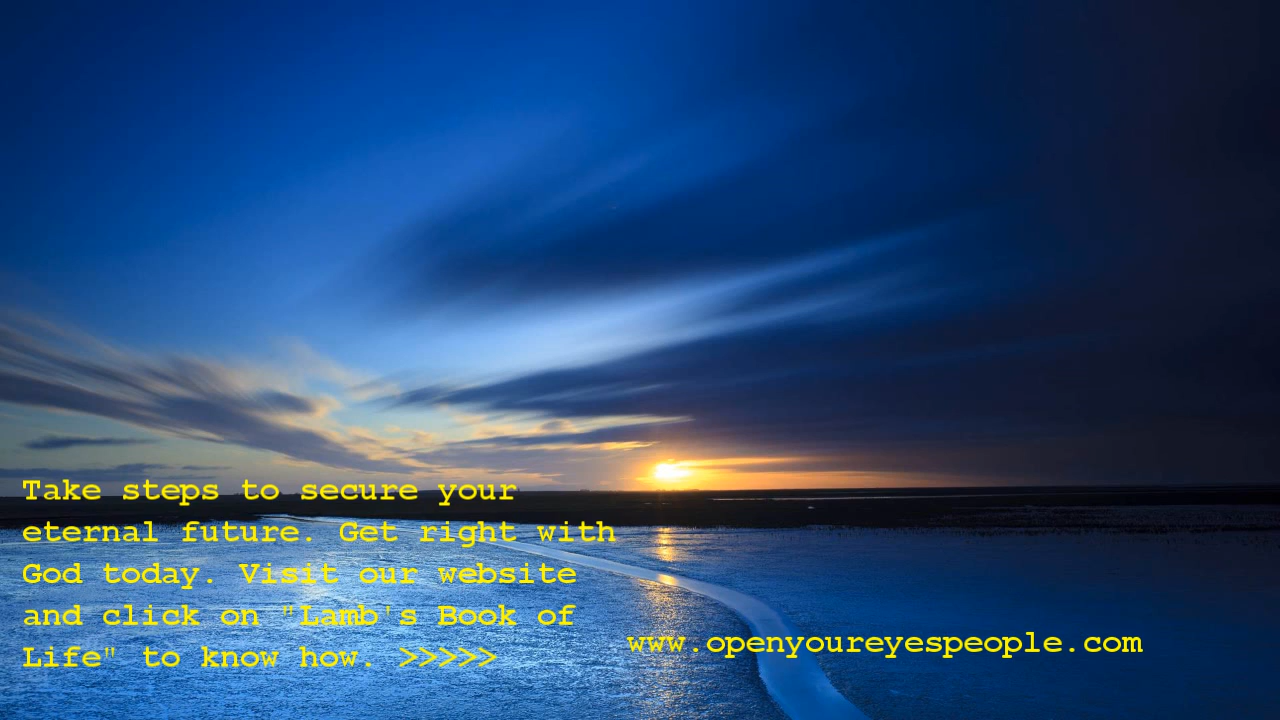 Take steps to secure your
eternal future. Get right with
God today. Visit our website
and click on "Lamb's Book of
Life" to know how. >>>>>
www.openyoureyespeople.com